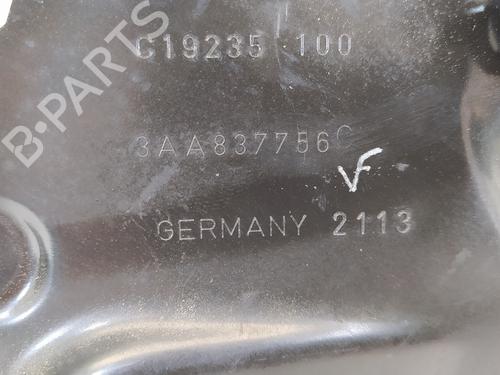 B-PARTS
C19235 100
3AA837756C
VF
GERMANY 2113